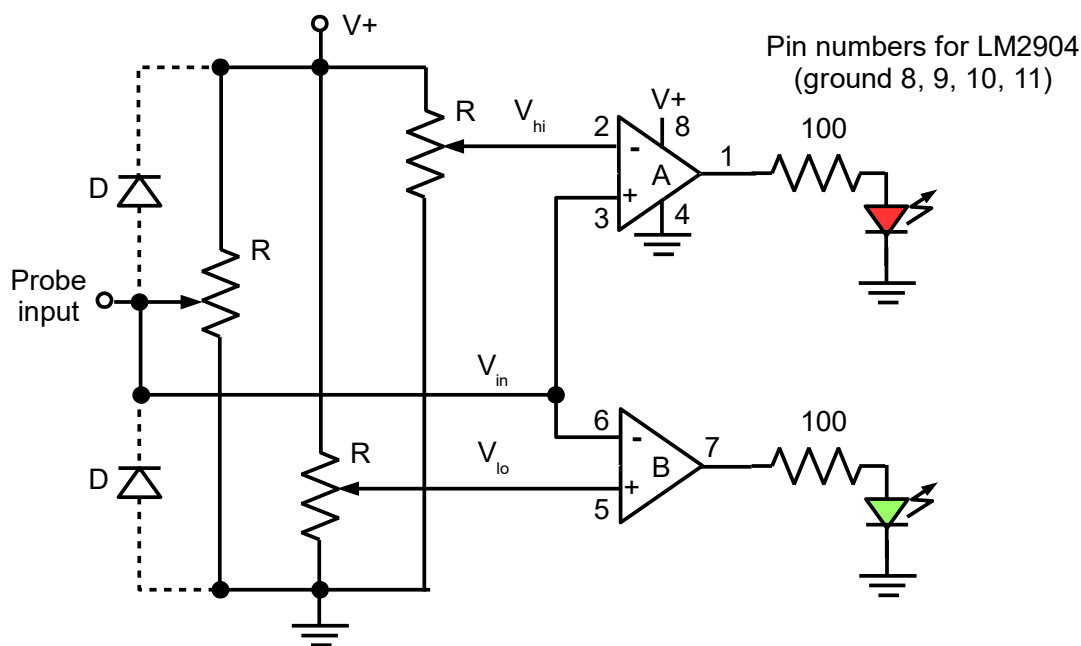 V+
Pin numbers for LM2904
(ground 8, 9, 10, 11)
R
Vhi
V+
2
8
100
-
1
A
D
+
3
4
R
Probe
input
Vin
6
100
-
7
R
Vlo
B
D
+
5